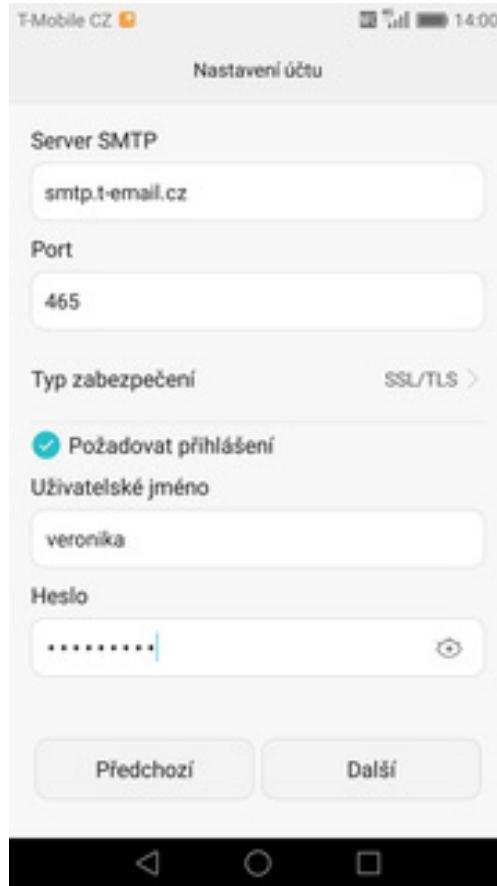 T-Mobile CZ 14:00
Nastavení účtu
Server SMTP
smtp.t-email.cz
Port
465
Typ zabezpečení SSL/TLS
Požadovat přihlášení
Uživatelské jméno
veronika
Heslo
•••••••••
Předchozí Další